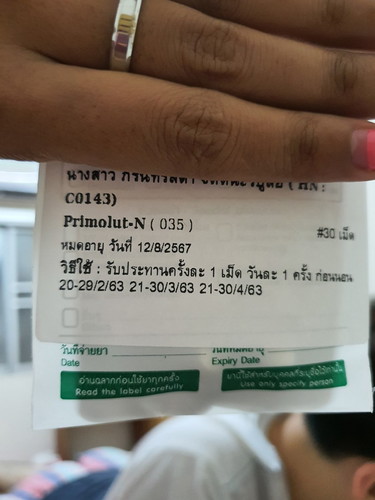 นางสาว
C0143)
Primolut-N ( 035 )
#30 เม็ด
หมดอายุ วันที่ 12/8/2567
วิธีใช้ : รับประทานครั้งละ 1 เม็ด วันละ 1 ครั้ง ก่อนนอน
20-29/2/63 21-30/3/63 21-30/4/63
วันที่จ่ายยา
Date
Expiry Date
อ่านฉลากก่อนใช้ยาทุกครั้ง
Read the label carefully
Use only specify person